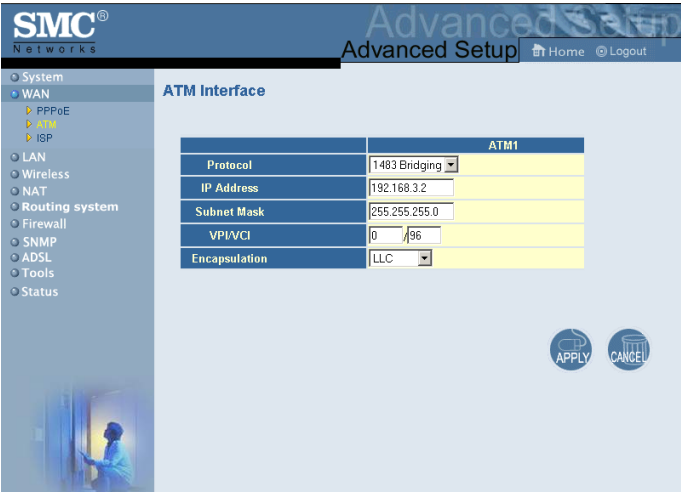 SMC®
Networks
Advanced Setup
Advanced Setup
Home
Logout
System
WAN
PPPoE
ATM
ISP
LAN
Wireless
NAT
Routing system
Firewall
SNMP
ADSL
Tools
Status
ATM Interface
ATM1
Protocol 1483 Bridging
IP Address 192.168.3.2
Subnet Mask 255.255.255.0
VPI/VCI 0 /96
Encapsulation LLC
APPLY
CANCEL